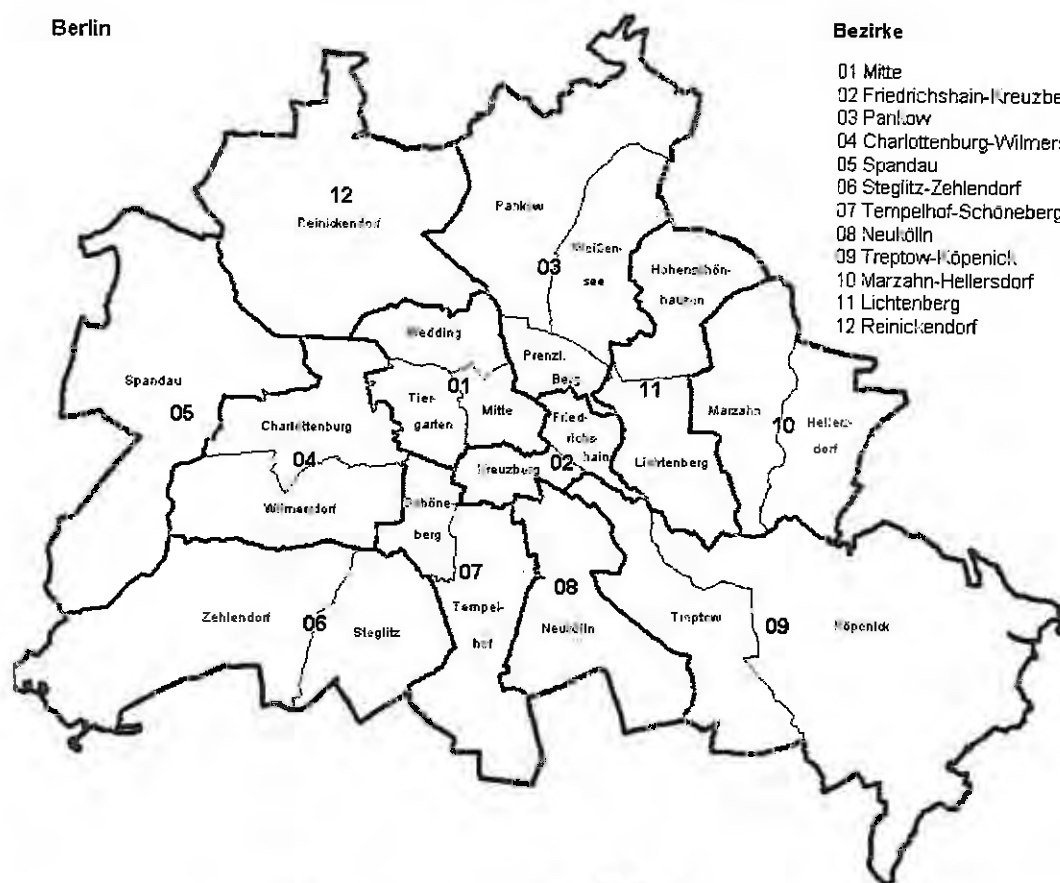 Berlin
Bezirke
01 Mitte
02 Friedrichshain-Kreuzbe
03 Pankow
04 Charlottenburg-Wilmers
05 Spandau
06 Steglitz-Zehlendorf
07 Tempelhof-Schöneberg
08 Neukölln
09 Treptow-Köpenick
10 Marzahn-Hellersdorf
11 Lichtenberg
12 Reinickendorf
12
Reinickendorf
Pankow
03
Weißen-
see
Hohenschön-
hausen
Wedding
Prenzl.
Berg
01
Tier-
garten
Mitte
Spandau
05
Charlottenburg
04
Wilmersdorf
Fried-
richs-
hain
02
Kreuzberg
11
Lichtenberg
Marzahn
10
Hellers-
dorf
Schöne-
berg
07
Tempel-
hof
08
Neukölln
Zehlendorf
06
Steglitz
Treptow
09
Köpenick